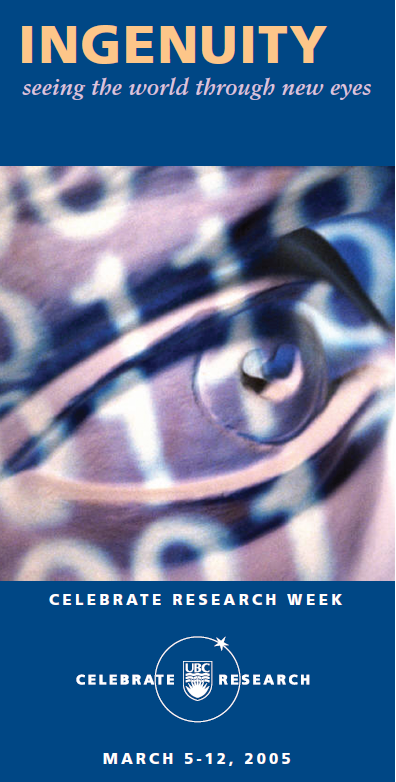 INGENUITY
seeing the world through new eyes
CELEBRATE RESEARCH WEEK
CELEBRATE UBC RESEARCH
MARCH 5-12, 2005